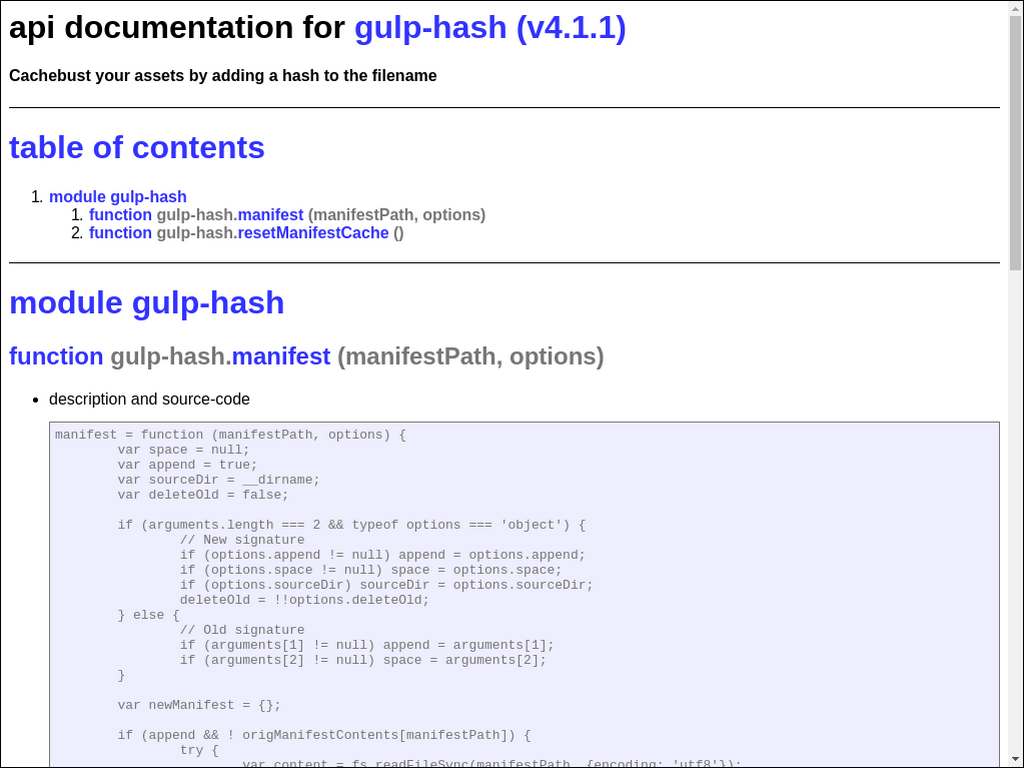 api documentation for gulp-hash (v4.1.1)
Cachebust your assets by adding a hash to the filename
table of contents
1. module gulp-hash
1. function gulp-hash.manifest (manifestPath, options)
2. function gulp-hash.resetManifestCache ()
module gulp-hash
function gulp-hash.manifest (manifestPath, options)
• description and source-code
manifest = function (manifestPath, options) {
        var space = null;
        var append = true;
        var sourceDir = __dirname;
        var deleteOld = false;

        if (arguments.length === 2 && typeof options === 'object') {
                // New signature
                if (options.append != null) append = options.append;
                if (options.space != null) space = options.space;
                if (options.sourceDir) sourceDir = options.sourceDir;
                deleteOld = !!options.deleteOld;
        } else {
                // Old signature
                if (arguments[1] != null) append = arguments[1];
                if (arguments[2] != null) space = arguments[2];
        }

        var newManifest = {};

        if (append && ! origManifestContents[manifestPath]) {
                try {
                        var content = fs.readFileSync(manifestPath, {encoding: 'utf8'});